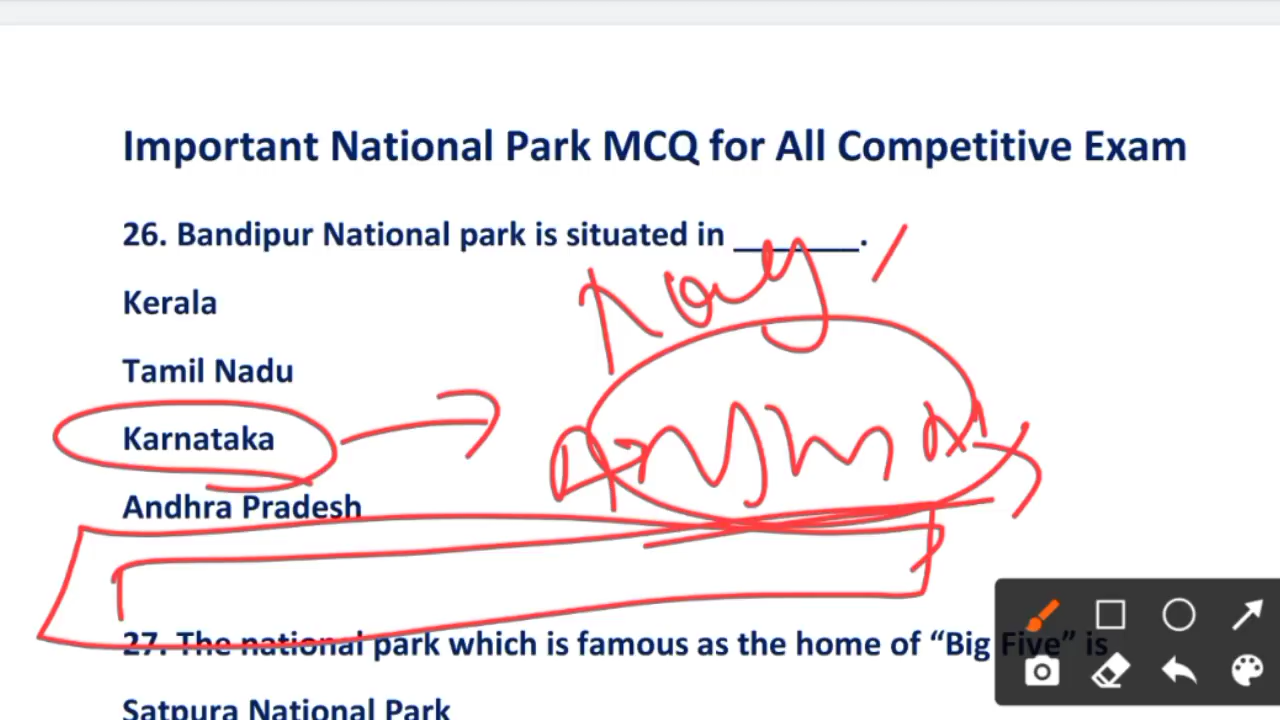 Important National Park MCQ for All Competitive Exam
26. Bandipur National park is situated in _______.
Kerala
Tamil Nadu
Karnataka
Andhra Pradesh
27. The national park which is famous as the home of “Big Five” is
Satpura National Park